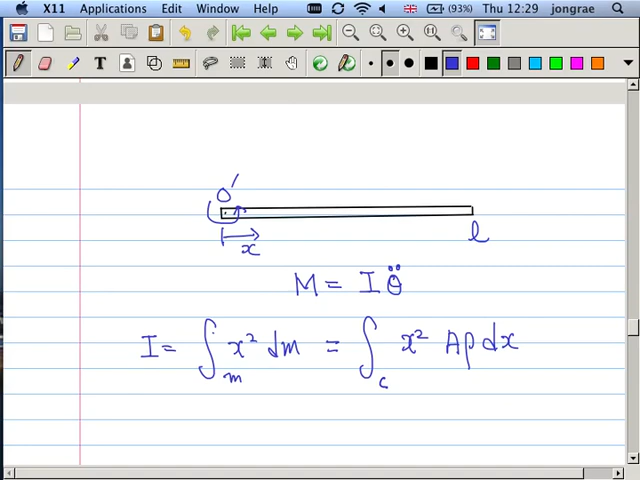 X11 Applications Edit Window Help (93%) Thu 12:29 jongrae
O'
x
l
M = I θ̈
I = ∫m x² dm = ∫c x² Aρ dx